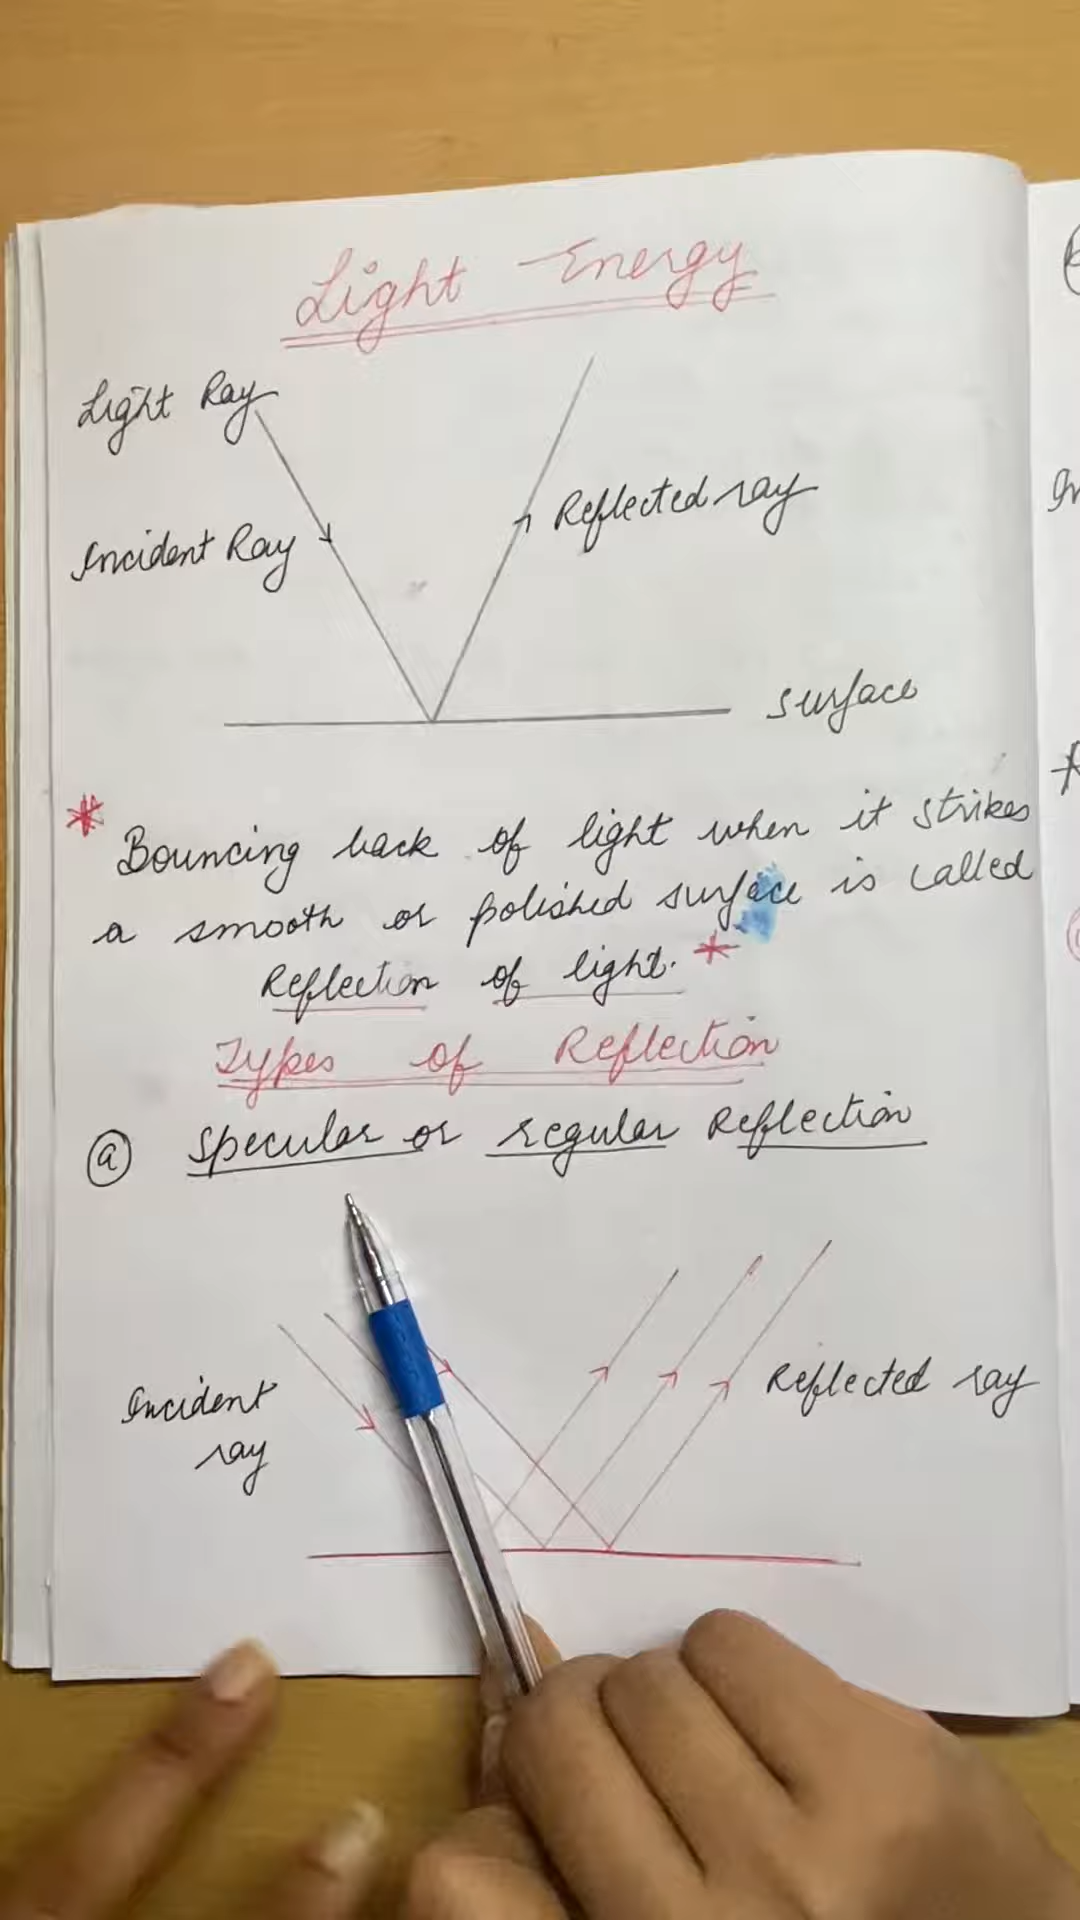 Light Energy
Light Ray
Reflected ray
Incident Ray
surface
* Bouncing back of light when it strikes
a smooth or polished surface is called
Reflection of light. *
Types of Reflection
(a) Specular or regular Reflection
Incident
ray
Reflected ray